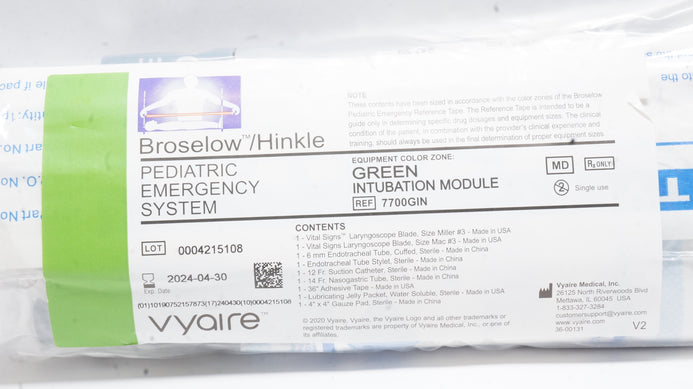 Broselow™/Hinkle
PEDIATRIC
EMERGENCY
SYSTEM
NOTE
These contents have been sized in accordance with the color zones of the Broselow
Pediatric Emergency Reference Tape. The Reference Tape is intended to be a
guide only in determining specific drug dosages and equipment sizes. The clinical
condition of the patient, in combination with the provider's clinical experience and
training, should always be used in the final determination of proper equipment sizes
EQUIPMENT COLOR ZONE:
GREEN
INTUBATION MODULE
REF 7700GIN
MD Rx ONLY
2 Single use
LOT 0004215108
2024-04-30
Exp. Date
(01)10190752157873(17)240430(10)0004215108
vyaire™
CONTENTS
1 - Vital Signs™ Laryngoscope Blade, Size Miller #3 - Made in USA
1 - Vital Signs Laryngoscope Blade, Size Mac #3 - Made in USA
1 - 6 mm Endotracheal Tube, Cuffed, Sterile - Made in China
1 - Endotracheal Tube Stylet, Sterile - Made in China
1 - 12 Fr. Suction Catheter, Sterile - Made in China
1 - 14 Fr. Nasogastric Tube, Sterile - Made in China
1 - 36" Adhesive Tape - Made in USA
1 - Lubricating Jelly Packet, Water Soluble, Sterile - Made in USA
1 - 4" x 4" Gauze Pad, Sterile - Made in China
© 2020 Vyaire. Vyaire, the Vyaire Logo and all other trademarks or
registered trademarks are property of Vyaire Medical, Inc., or one of
its affiliates.
Vyaire Medical, Inc.
26125 North Riverwoods Blvd
Mettawa, IL 60045 USA
1-833-327-3284
customersupport@vyaire.com
www.vyaire.com
36-00131
V2